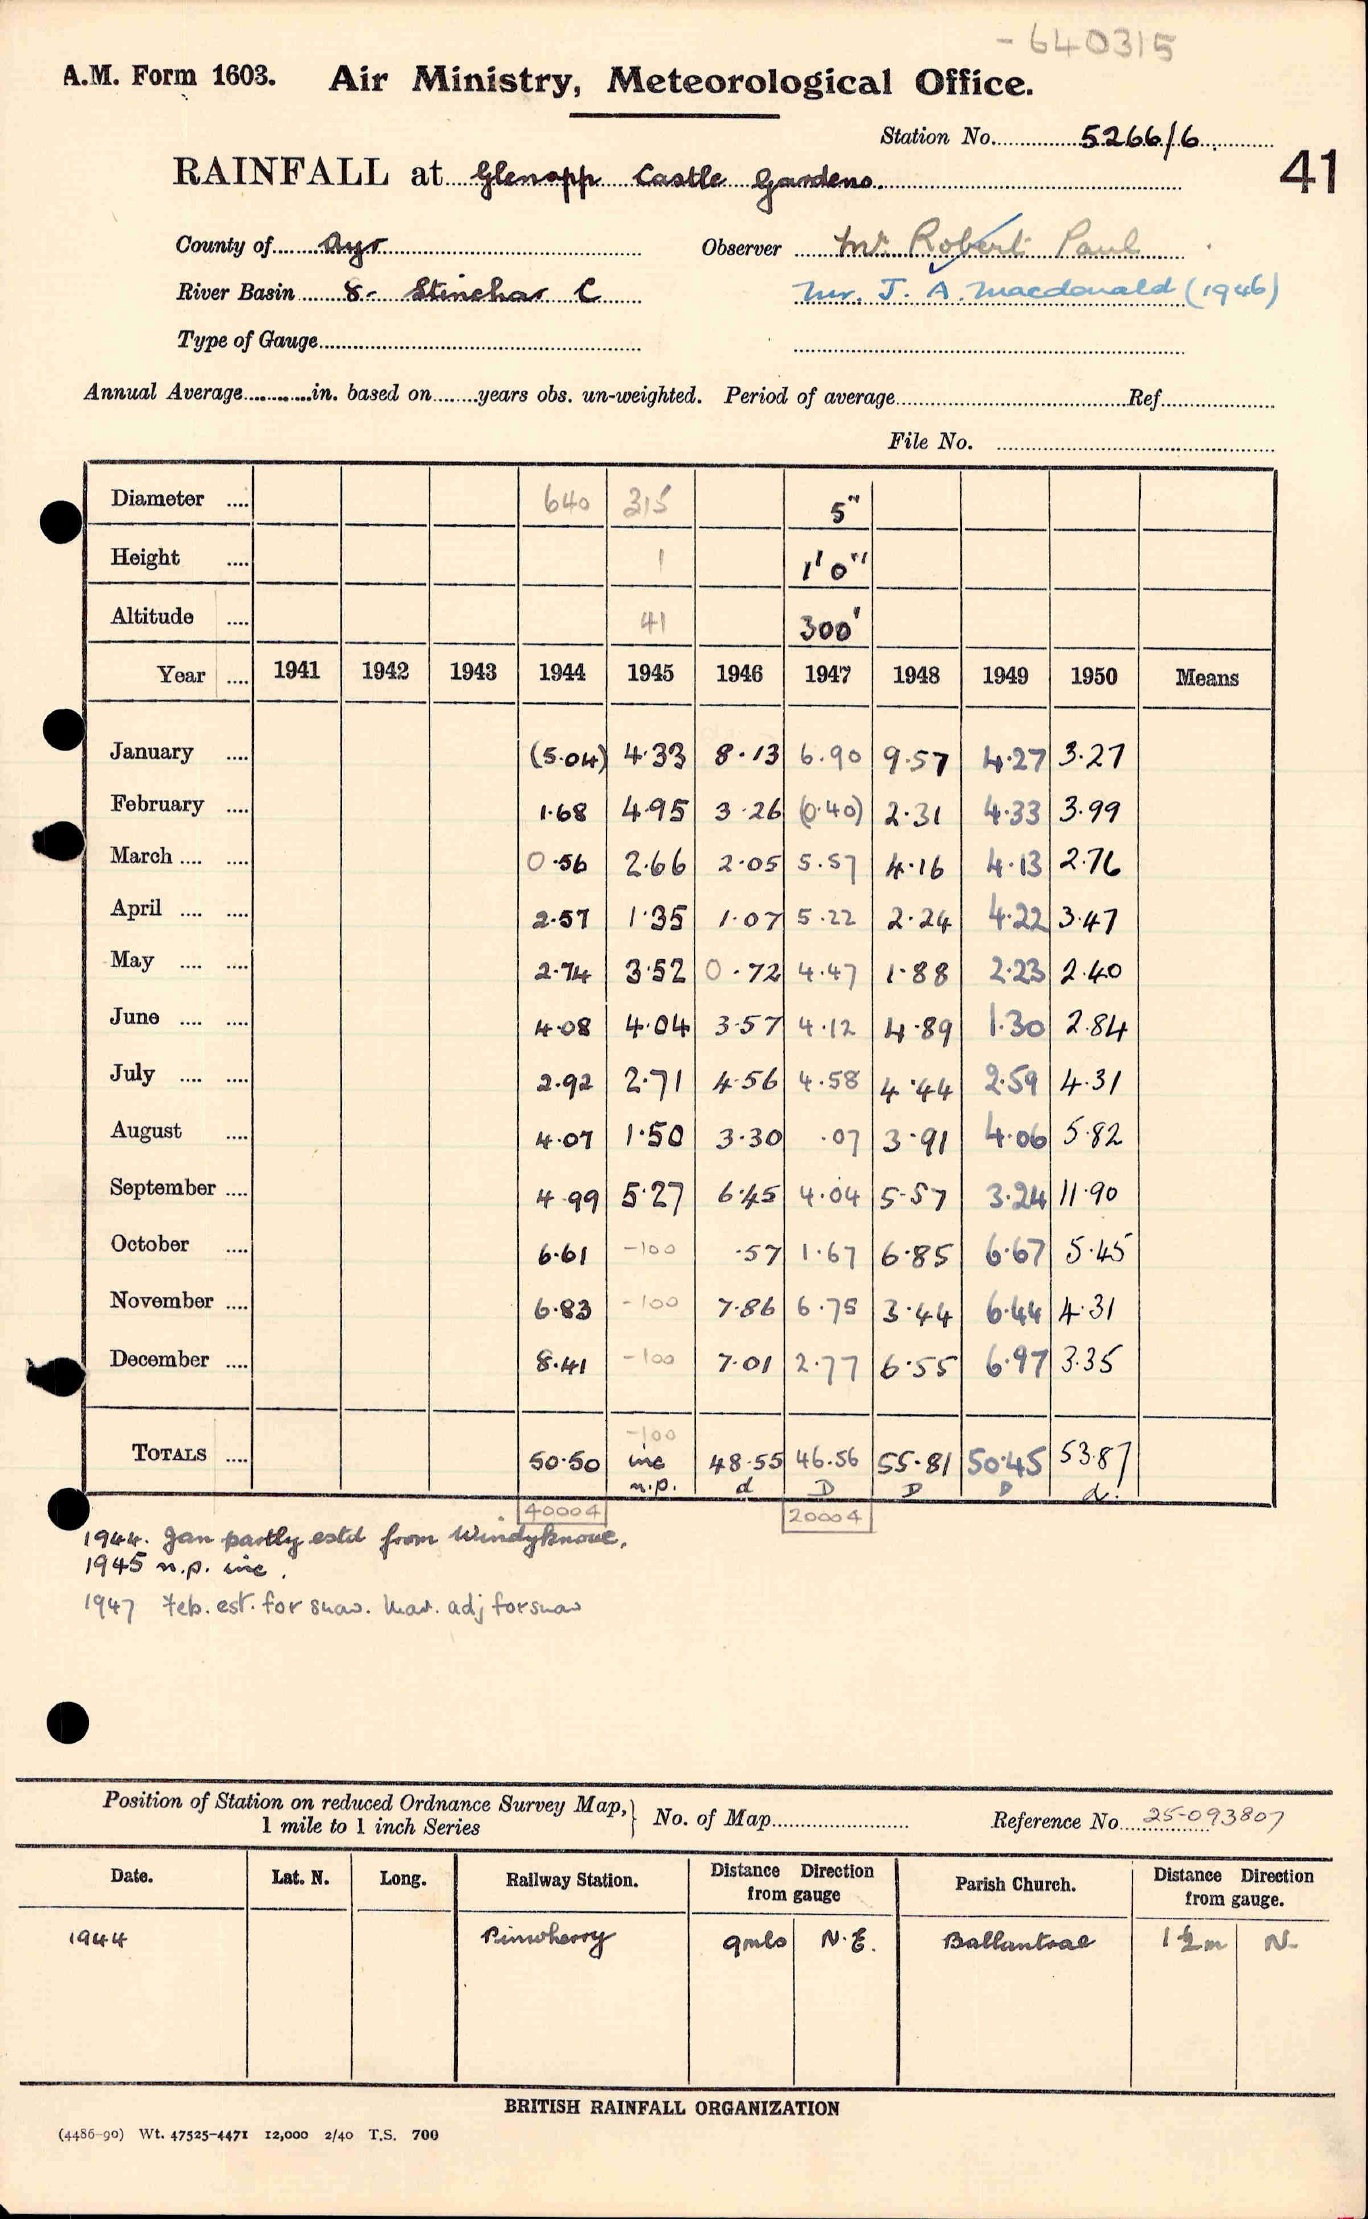 -640315
A.M. Form 1603. Air Ministry, Meteorological Office.
Station No. 5266/6
41
RAINFALL at Glenapp Castle Gardens.
County of Ayr Observer Mr Robert Paul
River Basin 8- Stinchar C Mr. J. A. Macdonald (1946)
Type of Gauge
Annual Average in. based on years obs. un-weighted. Period of average Ref.
File No.
Diameter .... 640 315 5"
Height .... 1 1' 0"
Altitude .... 41 300'
Year .... 1941 1942 1943 1944 1945 1946 1947 1948 1949 1950 Means
January .... (5.04) 4.33 8.13 6.90 9.57 4.27 3.27
February .... 1.68 4.95 3.26 (0.40) 2.31 4.33 3.99
March .... .... 0.56 2.66 2.05 5.57 4.16 4.13 2.76
April .... .... 2.57 1.35 1.07 5.22 2.24 4.22 3.47
May .... .... 2.74 3.52 0.72 4.47 1.88 2.23 2.40
June .... .... 4.08 4.04 3.57 4.12 4.89 1.30 2.84
July .... .... 2.92 2.71 4.56 4.58 4.44 2.59 4.31
August .... 4.07 1.50 3.30 .07 3.91 4.06 5.82
September .... 4.99 5.27 6.45 4.04 5.57 3.24 11.90
October .... 6.61 -100 .57 1.67 6.85 6.67 5.45
November .... 6.83 -100 7.86 6.75 3.44 6.44 4.31
December .... 8.41 -100 7.01 2.77 6.55 6.97 3.35
-100
TOTALS .... 50.50 inc 48.55 46.56 55.81 50.45 53.87
n.p. d D D D d.
40004 20004
1944. Jan partly estd from Windyknowe.
1945 n.p. inc.
1947 Feb. est. for snow. Mar. adj for snow
Position of Station on reduced Ordnance Survey Map, } No. of Map Reference No. 25-093807
1 mile to 1 inch Series
Date. Lat. N. Long. Railway Station. Distance Direction from gauge Parish Church. Distance Direction from gauge.
1944 Pinwherry 9mls N.E. Ballantrae 1½m N.
BRITISH RAINFALL ORGANIZATION
(4486-90) Wt. 47525-4471 12,000 2/40 T.S. 700